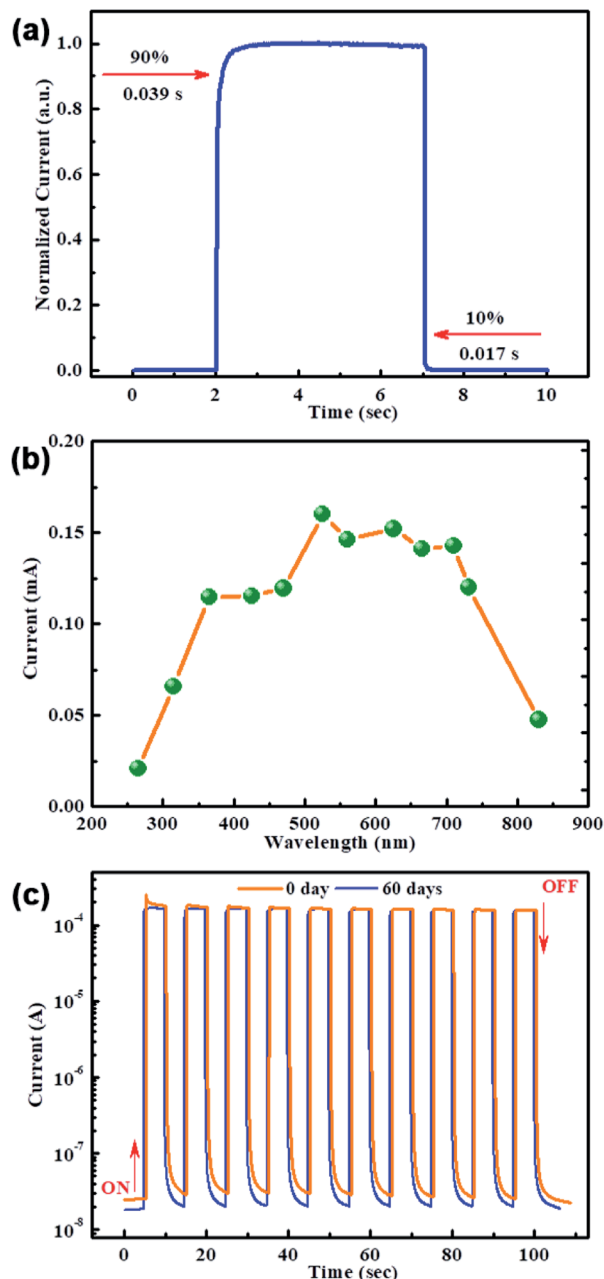 (a)
1.0
0.8
0.6
0.4
0.2
0.0
Normalized Current (a.u.)
90%
0.039 s
10%
0.017 s
0 2 4 6 8 10
Time (sec)
(b)
0.20
0.15
0.10
0.05
0.00
Current (mA)
200 300 400 500 600 700 800 900
Wavelength (nm)
(c)
0 day 60 days
OFF
10⁻⁴
10⁻⁵
10⁻⁶
10⁻⁷
10⁻⁸
Current (A)
ON
0 20 40 60 80 100
Time (sec)